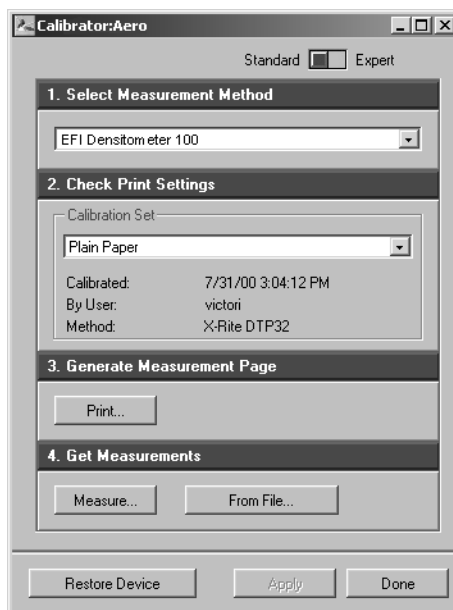 Calibrator:Aero
Standard Expert
1. Select Measurement Method
EFI Densitometer 100
2. Check Print Settings
Calibration Set
Plain Paper
Calibrated: 7/31/00 3:04:12 PM
By User: victori
Method: X-Rite DTP32
3. Generate Measurement Page
Print...
4. Get Measurements
Measure... From File...
Restore Device Apply Done